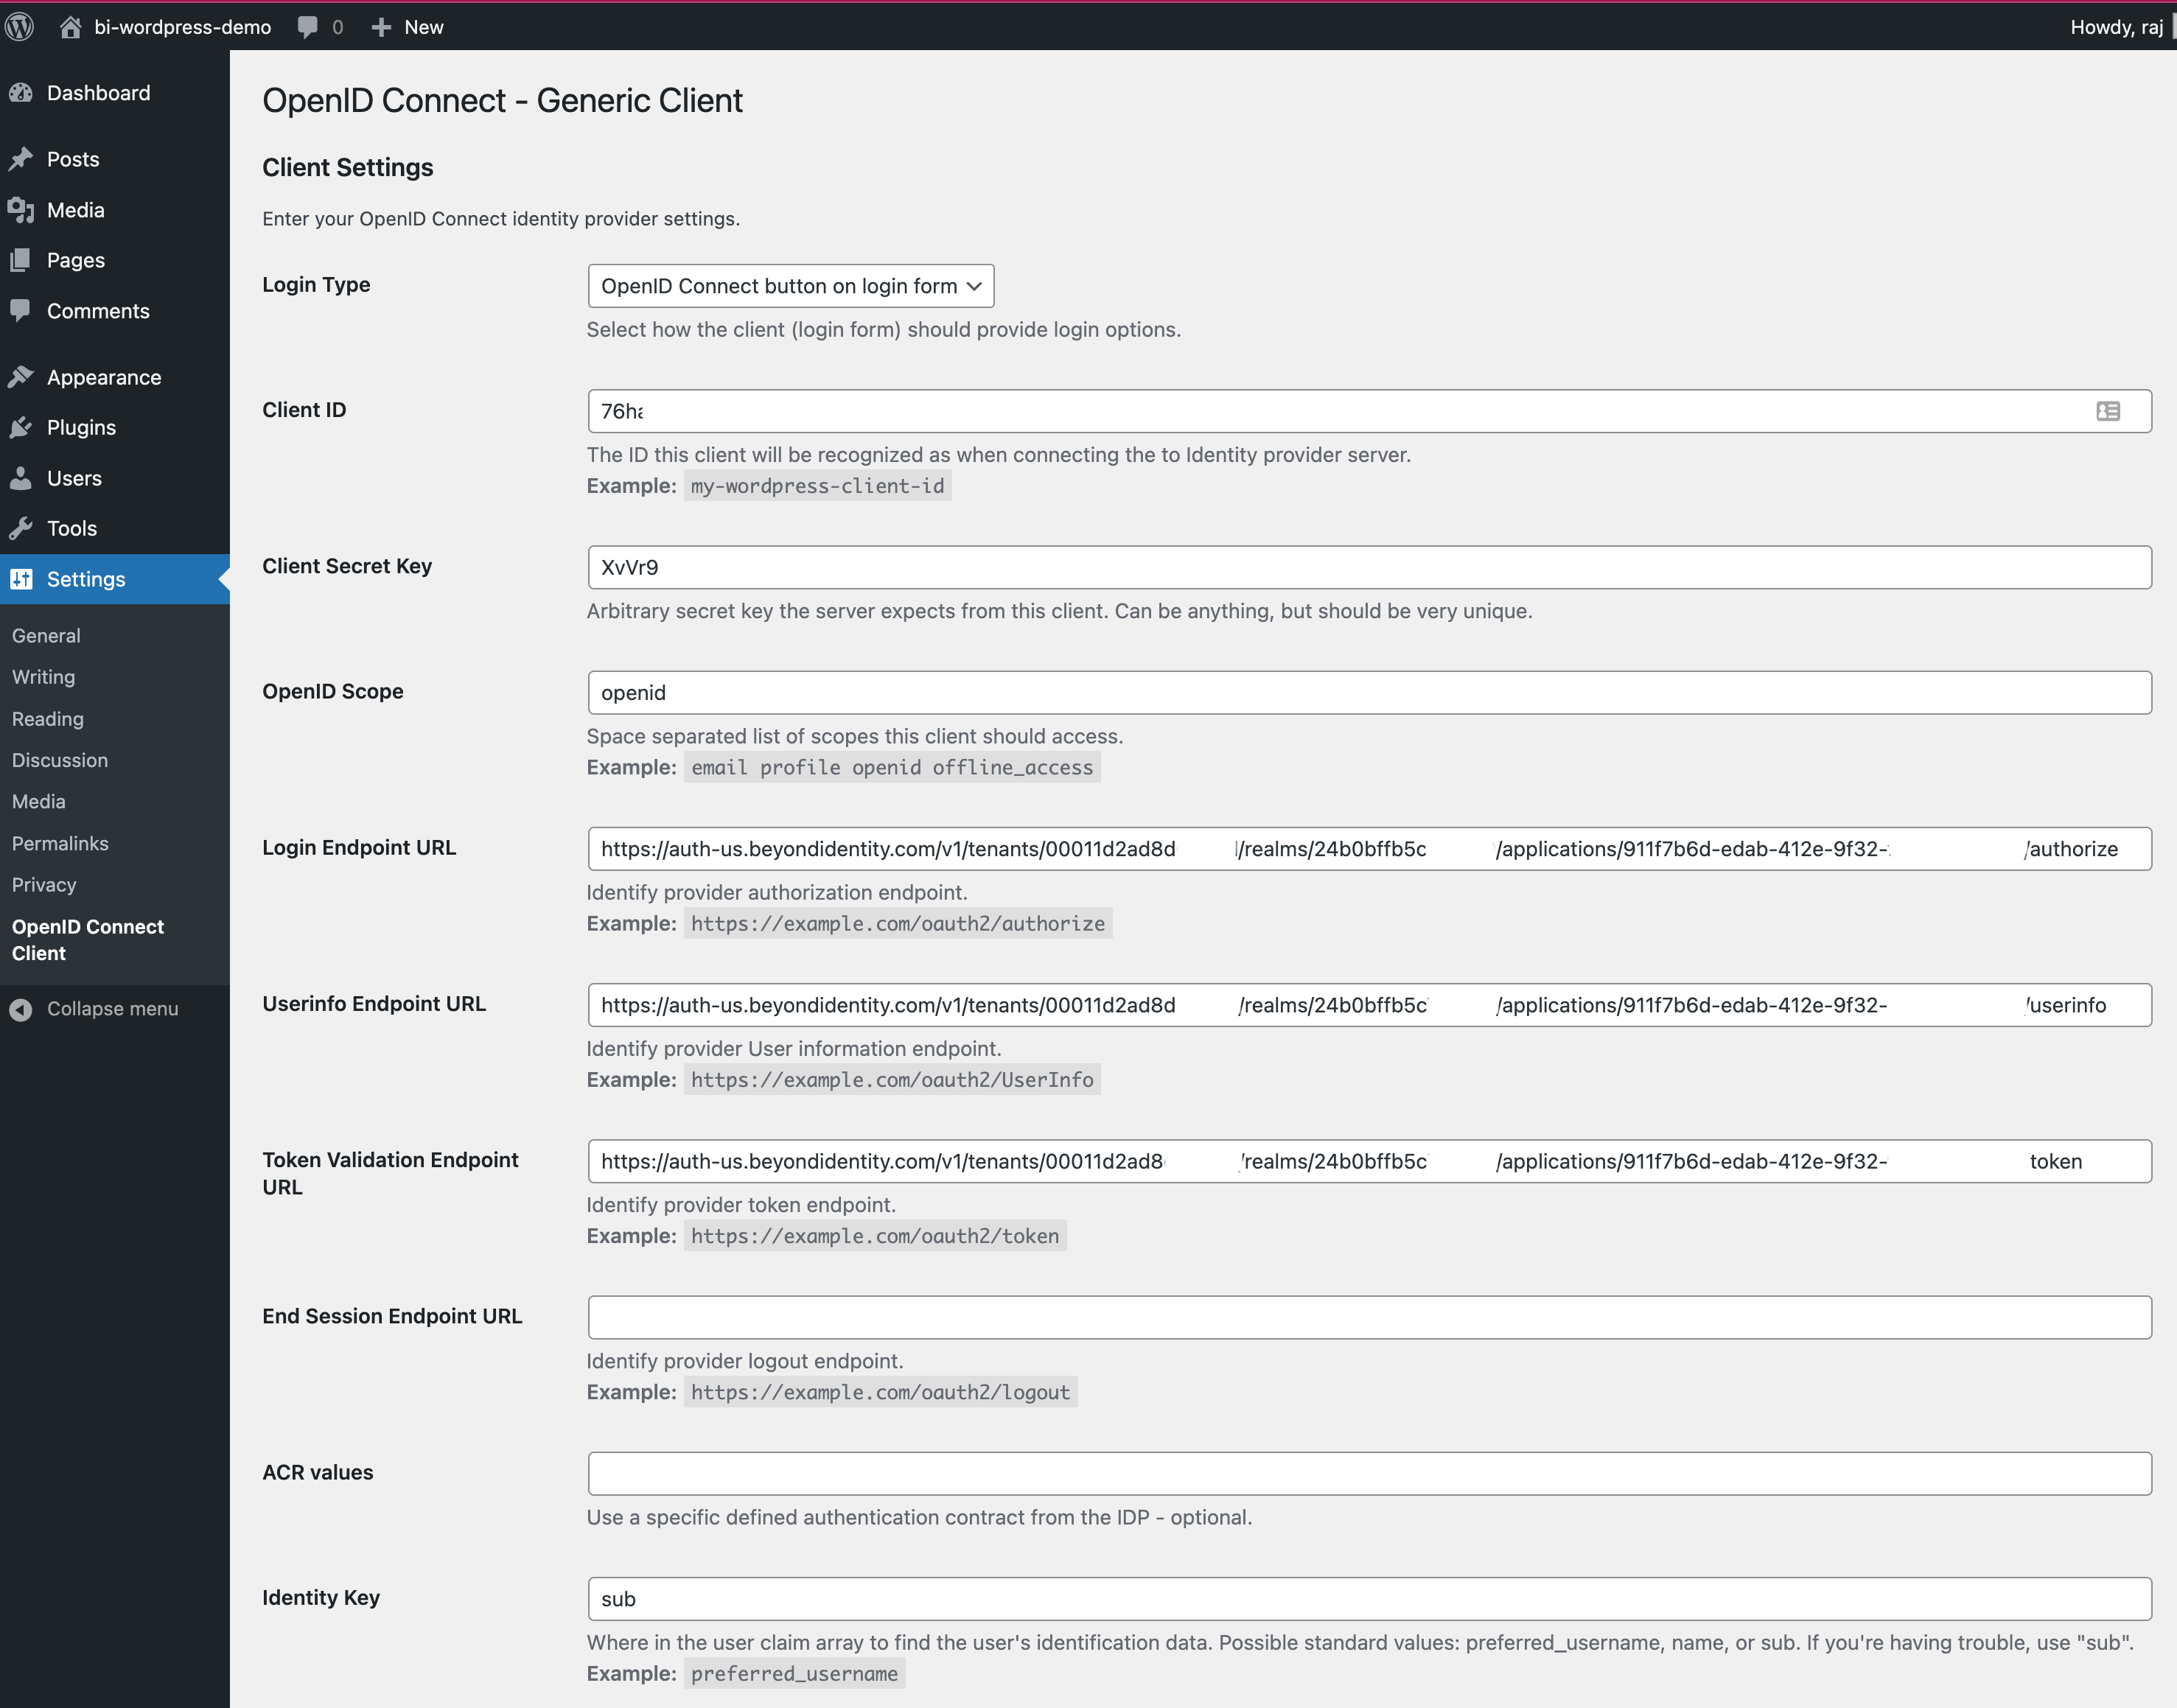 bi-wordpress-demo 0 New Howdy, raj
Dashboard
Posts
Media
Pages
Comments
Appearance
Plugins
Users
Tools
Settings
General
Writing
Reading
Discussion
Media
Permalinks
Privacy
OpenID Connect
Client
Collapse menu
OpenID Connect - Generic Client
Client Settings
Enter your OpenID Connect identity provider settings.
Login Type
OpenID Connect button on login form
Select how the client (login form) should provide login options.
Client ID
76ha
The ID this client will be recognized as when connecting the to Identity provider server.
Example: my-wordpress-client-id
Client Secret Key
XvVr9
Arbitrary secret key the server expects from this client. Can be anything, but should be very unique.
OpenID Scope
openid
Space separated list of scopes this client should access.
Example: email profile openid offline_access
Login Endpoint URL
https://auth-us.beyondidentity.com/v1/tenants/00011d2ad8d /realms/24b0bffb5c /applications/911f7b6d-edab-412e-9f32- /authorize
Identify provider authorization endpoint.
Example: https://example.com/oauth2/authorize
Userinfo Endpoint URL
https://auth-us.beyondidentity.com/v1/tenants/00011d2ad8d /realms/24b0bffb5c /applications/911f7b6d-edab-412e-9f32- /userinfo
Identify provider User information endpoint.
Example: https://example.com/oauth2/UserInfo
Token Validation Endpoint
URL
https://auth-us.beyondidentity.com/v1/tenants/00011d2ad8 /realms/24b0bffb5c /applications/911f7b6d-edab-412e-9f32- token
Identify provider token endpoint.
Example: https://example.com/oauth2/token
End Session Endpoint URL
Identify provider logout endpoint.
Example: https://example.com/oauth2/logout
ACR values
Use a specific defined authentication contract from the IDP - optional.
Identity Key
sub
Where in the user claim array to find the user's identification data. Possible standard values: preferred_username, name, or sub. If you're having trouble, use "sub".
Example: preferred_username